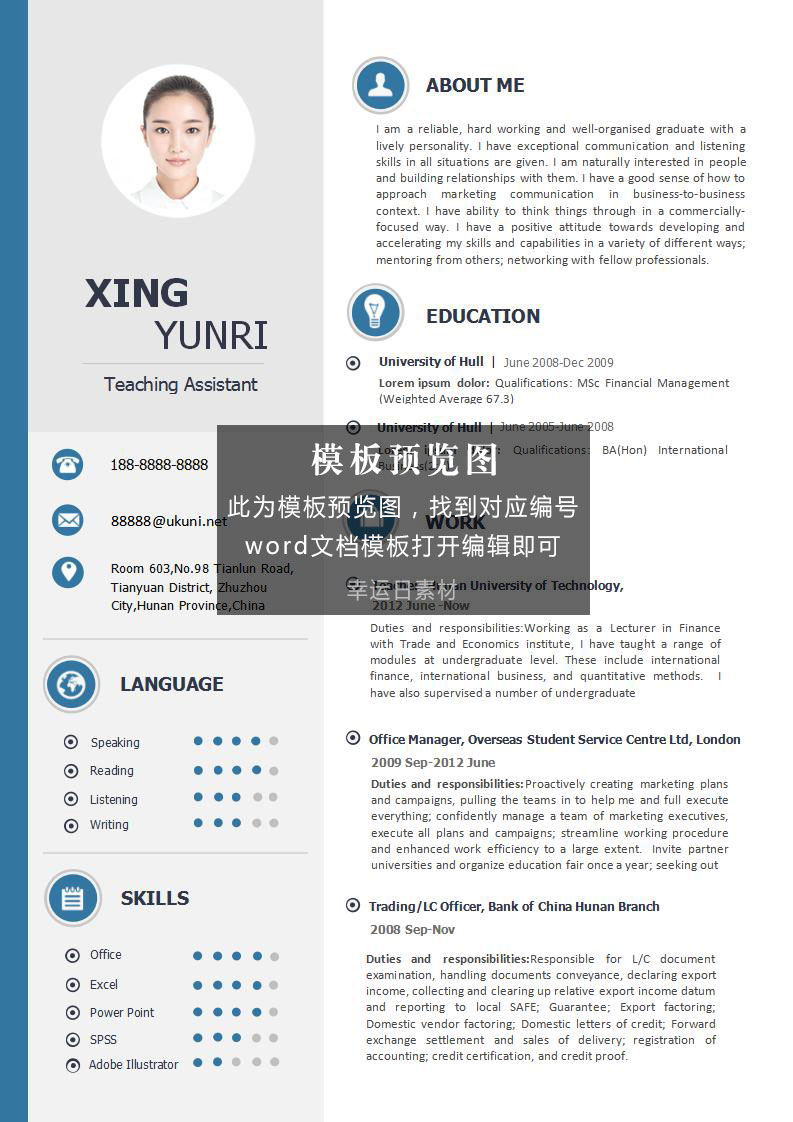 XING
YUNRI
Teaching Assistant
188-8888-8888
88888@ukuni.net
Room 603,No.98 Tianlun Road,
Tianyuan District, Zhuzhou
City,Hunan Province,China
LANGUAGE
Speaking
Reading
Listening
Writing
SKILLS
Office
Excel
Power Point
SPSS
Adobe Illustrator
ABOUT ME
I am a reliable, hard working and well-organised graduate with a
lively personality. I have exceptional communication and listening
skills in all situations are given. I am naturally interested in people
and building relationships with them. I have a good sense of how to
approach marketing communication in business-to-business
context. I have ability to think things through in a commercially-
focused way. I have a positive attitude towards developing and
accelerating my skills and capabilities in a variety of different ways;
mentoring from others; networking with fellow professionals.
EDUCATION
University of Hull | June 2008-Dec 2009
Lorem ipsum dolor: Qualifications: MSc Financial Management
(Weighted Average 67.3)
University of Hull | June 2005-June 2008
Qualifications: BA(Hon) International
模板预览图
此为模板预览图，找到对应编号
word文档模板打开编辑即可
幸运日素材
WORK
University of Technology,
2012 June -Now
Duties and responsibilities:Working as a Lecturer in Finance
with Trade and Economics institute, I have taught a range of
modules at undergraduate level. These include international
finance, international business, and quantitative methods. I
have also supervised a number of undergraduate
Office Manager, Overseas Student Service Centre Ltd, London
2009 Sep-2012 June
Duties and responsibilities:Proactively creating marketing plans
and campaigns, pulling the teams in to help me and full execute
everything; confidently manage a team of marketing executives,
execute all plans and campaigns; streamline working procedure
and enhanced work efficiency to a large extent. Invite partner
universities and organize education fair once a year; seeking out
Trading/LC Officer, Bank of China Hunan Branch
2008 Sep-Nov
Duties and responsibilities:Responsible for L/C document
examination, handling documents conveyance, declaring export
income, collecting and clearing up relative export income datum
and reporting to local SAFE; Guarantee; Export factoring;
Domestic vendor factoring; Domestic letters of credit; Forward
exchange settlement and sales of delivery; registration of
accounting; credit certification, and credit proof.